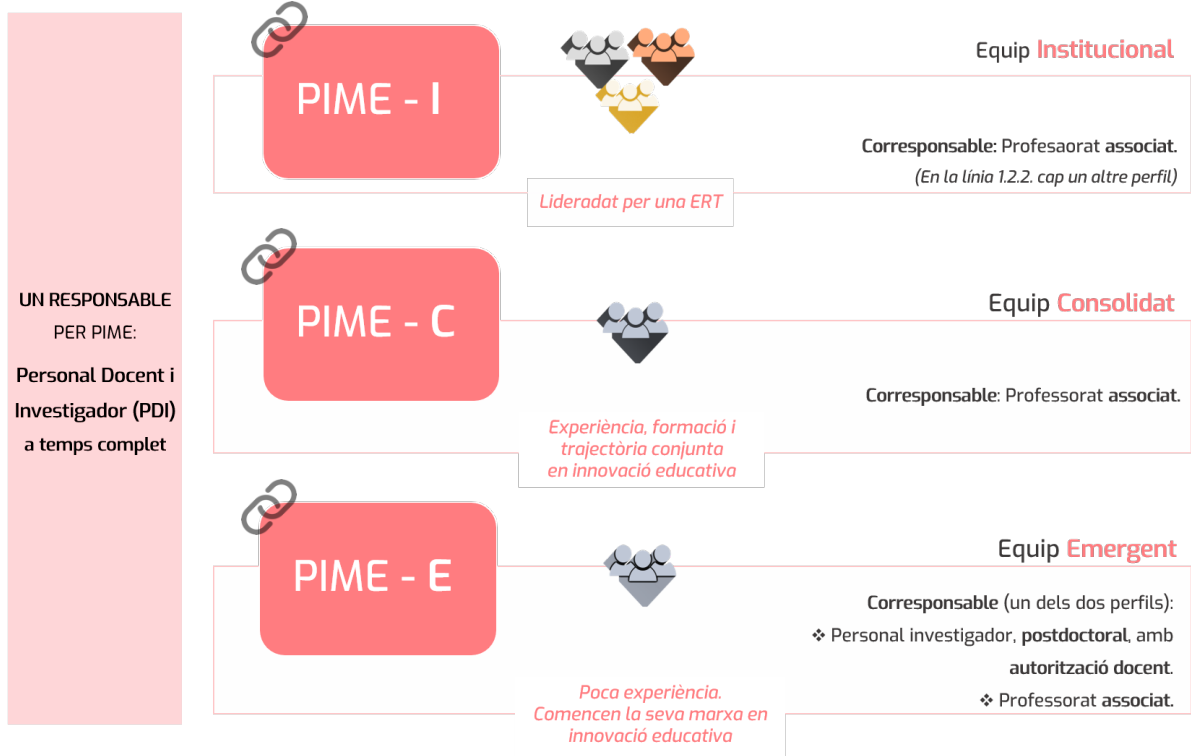 UN RESPONSABLE
PER PIME:
Personal Docent i
Investigador (PDI)
a temps complet
PIME - I
Equip Institucional
Corresponsable: Profesaorat associat.
(En la línia 1.2.2. cap un altre perfil)
Lideradat per una ERT
PIME - C
Equip Consolidat
Corresponsable: Professorat associat.
Experiència, formació i
trajectòria conjunta
en innovació educativa
PIME - E
Equip Emergent
Corresponsable (un dels dos perfils):
❖ Personal investigador, postdoctoral, amb
autorització docent.
❖ Professorat associat.
Poca experiència.
Comencen la seva marxa en
innovació educativa